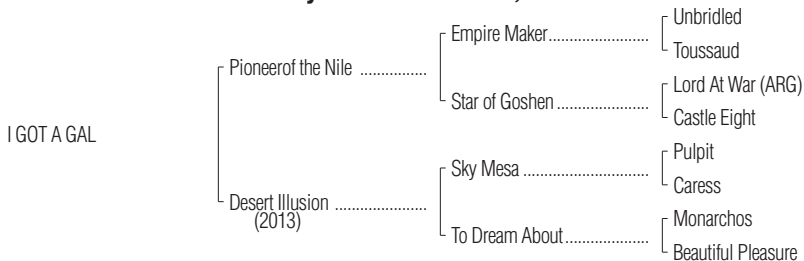 Unbridled
Empire Maker......................
Toussaud
Pioneerof the Nile ................
Lord At War (ARG)
Star of Goshen.....................
Castle Eight
I GOT A GAL
Pulpit
Sky Mesa ............................
Caress
Desert Illusion .....................
(2013)
Monarchos
To Dream About...................
Beautiful Pleasure